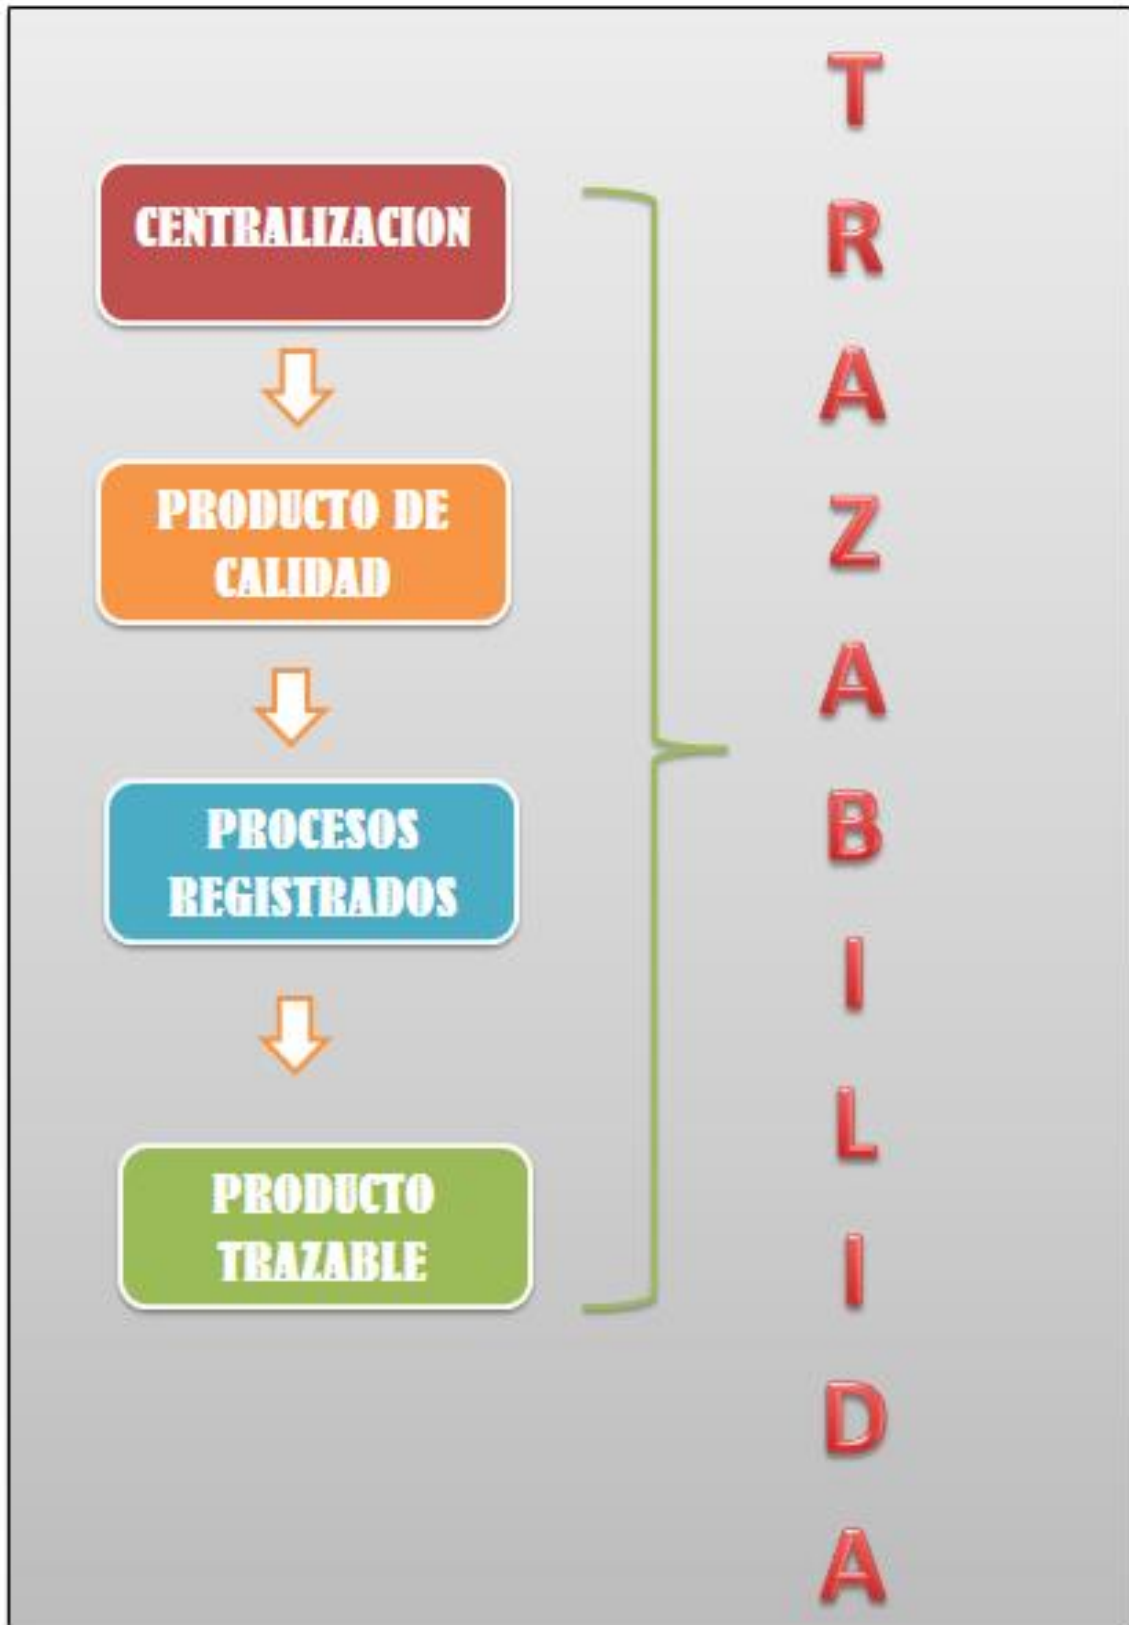 CENTRALIZACION
PRODUCTO DE
CALIDAD
PROCESOS
REGISTRADOS
PRODUCTO
TRAZABLE
T
R
A
Z
A
B
I
L
I
D
A